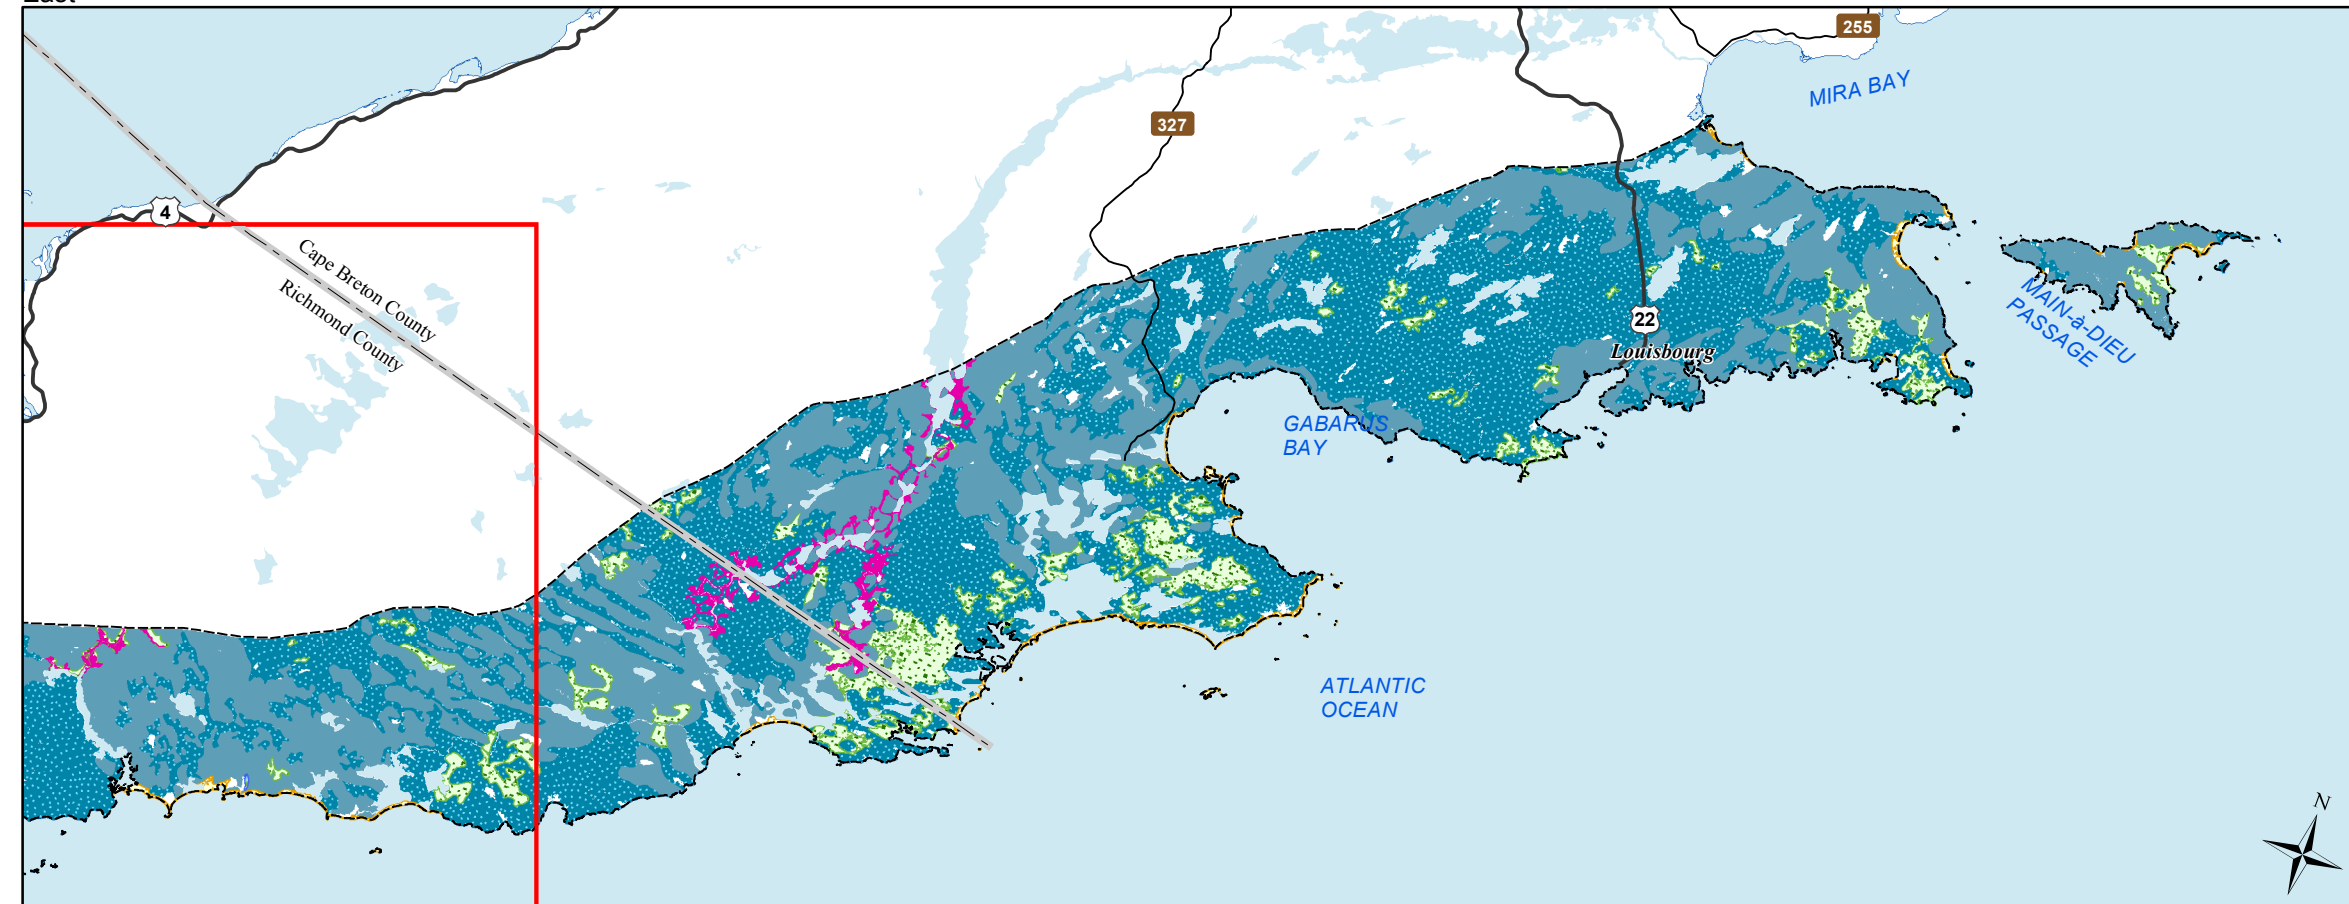 East
255
MIRA BAY
327
4
Cape Breton County
Richmond County
MAIN-à-DIEU
PASSAGE
22
Louisbourg
GABARUS
BAY
ATLANTIC
OCEAN
N